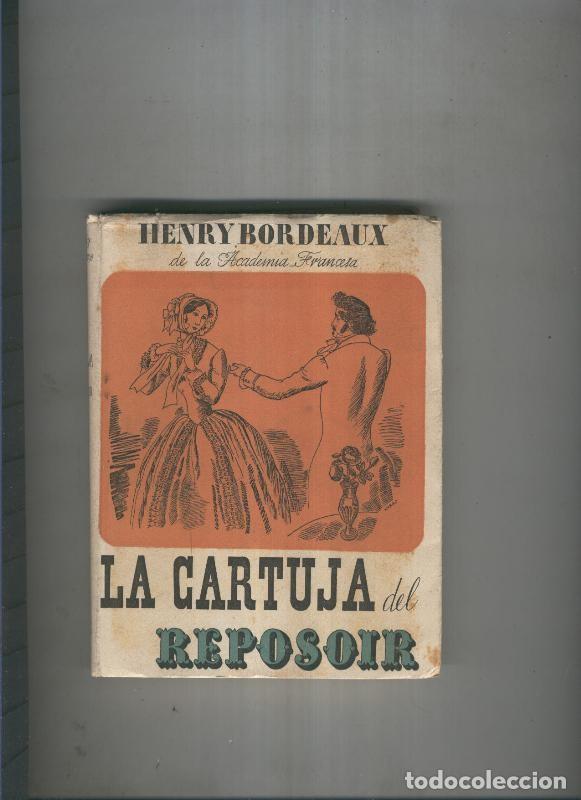 HENRY BORDEAUX
de la Academia Francesa
LA CARTUJA del
REPOSOIR
todocoleccion